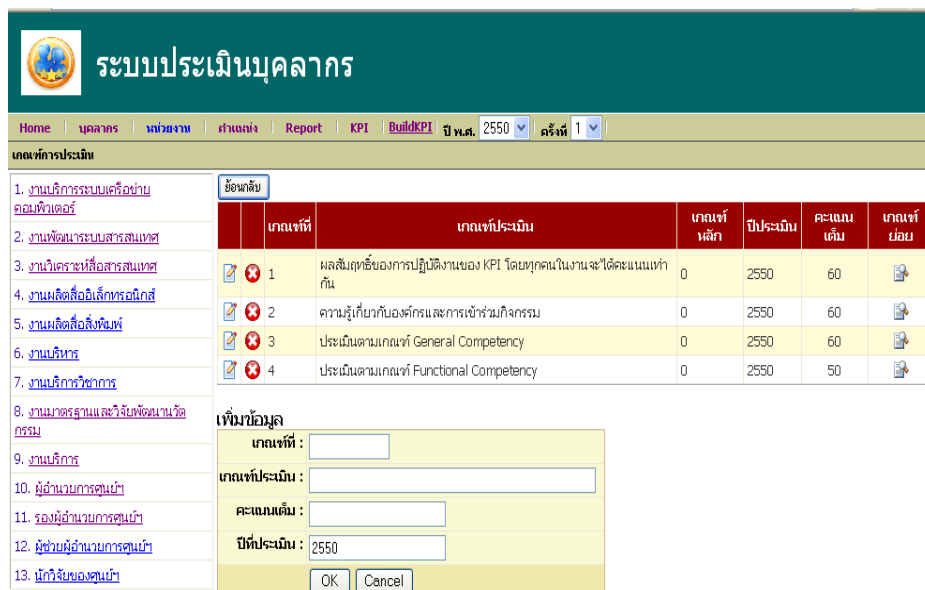 ระบบประเมินบุคลากร
Home บุคลากร หน่วยงาน ตำแหน่ง Report KPI BuildKPI ปี พ.ศ. 2550 ครั้งที่ 1
เกณฑ์การประเมิน
1. งานบริการระบบเครือข่าย
คอมพิวเตอร์
2. งานพัฒนาระบบสารสนเทศ
3. งานวิเคราะห์สื่อสารสนเทศ
4. งานผลิตสื่ออิเล็กทรอนิกส์
5. งานผลิตสื่อสิ่งพิมพ์
6. งานบริหาร
7. งานบริการวิชาการ
8. งานมาตรฐานและวิจัยพัฒนานวัต
กรรม
9. งานบริการ
10. ผู้อำนวยการศูนย์ฯ
11. รองผู้อำนวยการศูนย์ฯ
12. ผู้ช่วยผู้อำนวยการศูนย์ฯ
13. นักวิจัยของศูนย์ฯ
ย้อนกลับ
เกณฑ์ที่ เกณฑ์ประเมิน เกณฑ์หลัก ปีประเมิน คะแนนเต็ม เกณฑ์ย่อย
1 ผลสัมฤทธิ์ของการปฏิบัติงานของ KPI โดยทุกคนในงานจะได้คะแนนเท่า
กัน 0 2550 60
2 ความรู้เกี่ยวกับองค์กรและการเข้าร่วมกิจกรรม 0 2550 60
3 ประเมินตามเกณฑ์ General Competency 0 2550 60
4 ประเมินตามเกณฑ์ Functional Competency 0 2550 50
เพิ่มข้อมูล
เกณฑ์ที่ :
เกณฑ์ประเมิน :
คะแนนเต็ม :
ปีที่ประเมิน : 2550
OK Cancel